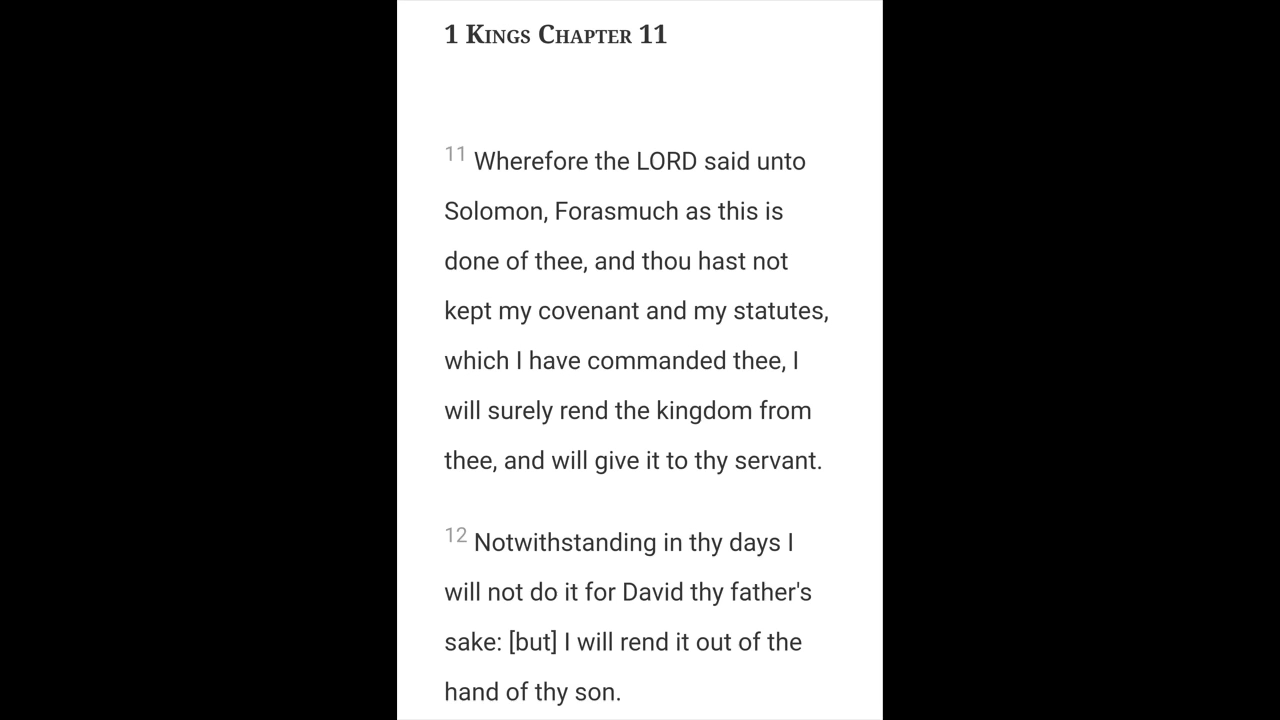 1 Kings Chapter 11
11 Wherefore the LORD said unto
Solomon, Forasmuch as this is
done of thee, and thou hast not
kept my covenant and my statutes,
which I have commanded thee, I
will surely rend the kingdom from
thee, and will give it to thy servant.
12 Notwithstanding in thy days I
will not do it for David thy father's
sake: [but] I will rend it out of the
hand of thy son.